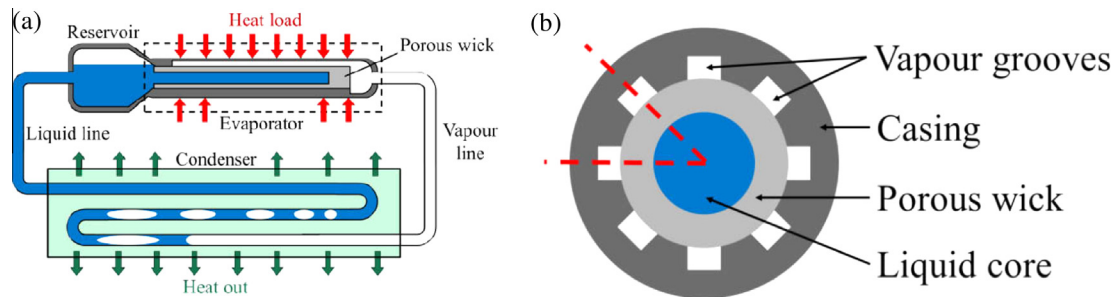 (a)
Heat load
Reservoir
Porous wick
Evaporator
Liquid line
Vapour
line
Condenser
Heat out
(b)
Vapour grooves
Casing
Porous wick
Liquid core